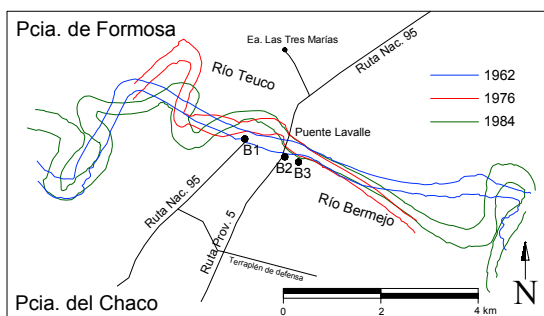 Pcia. de Formosa
Ea. Las Tres Marías
Ruta Nac. 95
Río Teuco
1962
1976
1984
Puente Lavalle
B1
B2
B3
Ruta Nac. 95
Ruta Prov. 5
Río Bermejo
Terraplén de defensa
Pcia. del Chaco
N
0
2
4 km